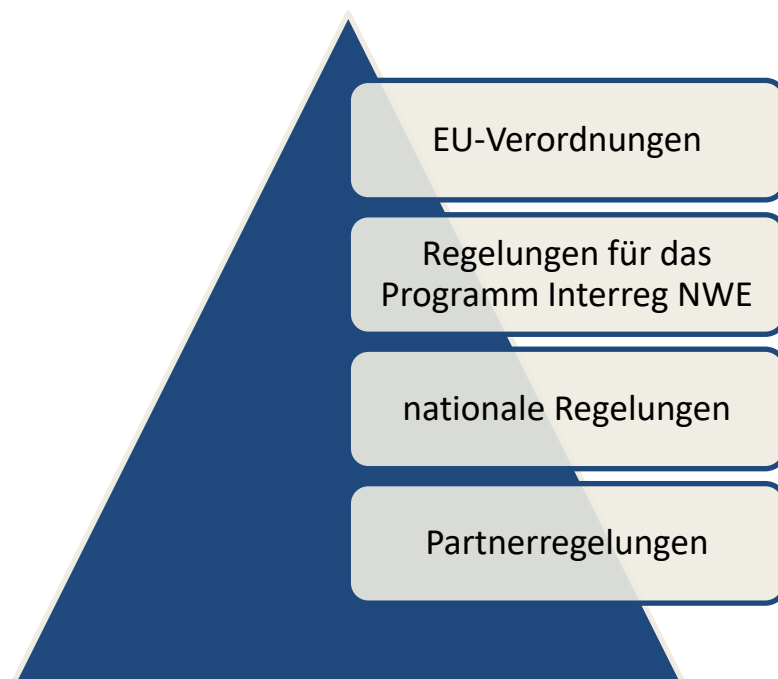 EU-Verordnungen
Regelungen für das
Programm Interreg NWE
nationale Regelungen
Partnerregelungen